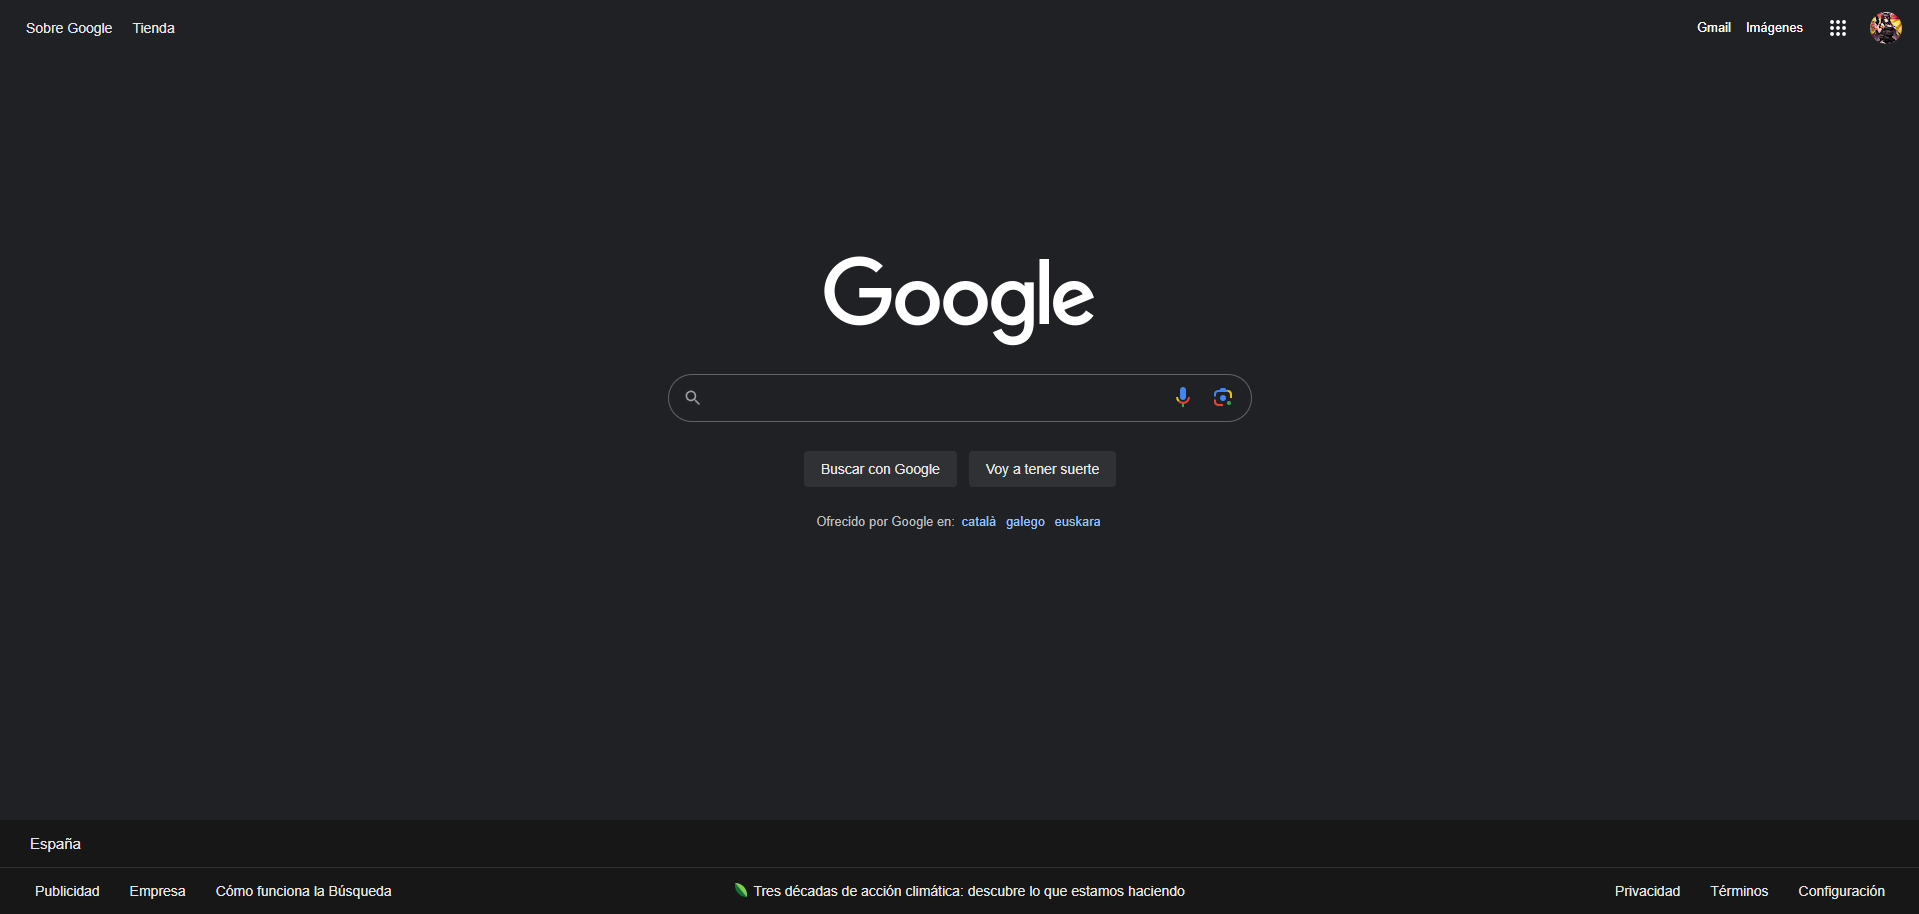 Sobre Google Tienda Gmail Imágenes
Google
Buscar con Google Voy a tener suerte
Ofrecido por Google en: català galego euskara
España
Publicidad Empresa Cómo funciona la Búsqueda Tres décadas de acción climática: descubre lo que estamos haciendo Privacidad Términos Configuración